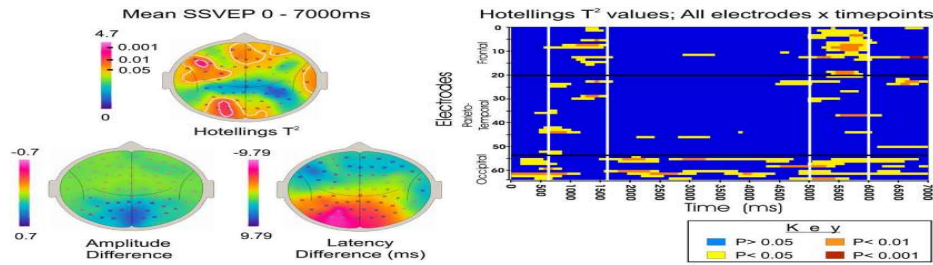 Mean SSVEP 0 - 7000ms
4.7
0.001
0.01
0.05
0
Hotellings T²
-0.7
0.7
Amplitude
Difference
-9.79
9.79
Latency
Difference (ms)
Hotellings T² values; All electrodes x timepoints
Electrodes
Frontal
Parieto-
Temporal
Occipital
0
10
20
30
40
50
60
0
500
1000
1500
2000
2500
3000
3500
4000
4500
5000
5500
6000
6500
7000
Time (ms)
Key
P> 0.05
P< 0.01
P< 0.05
P< 0.001